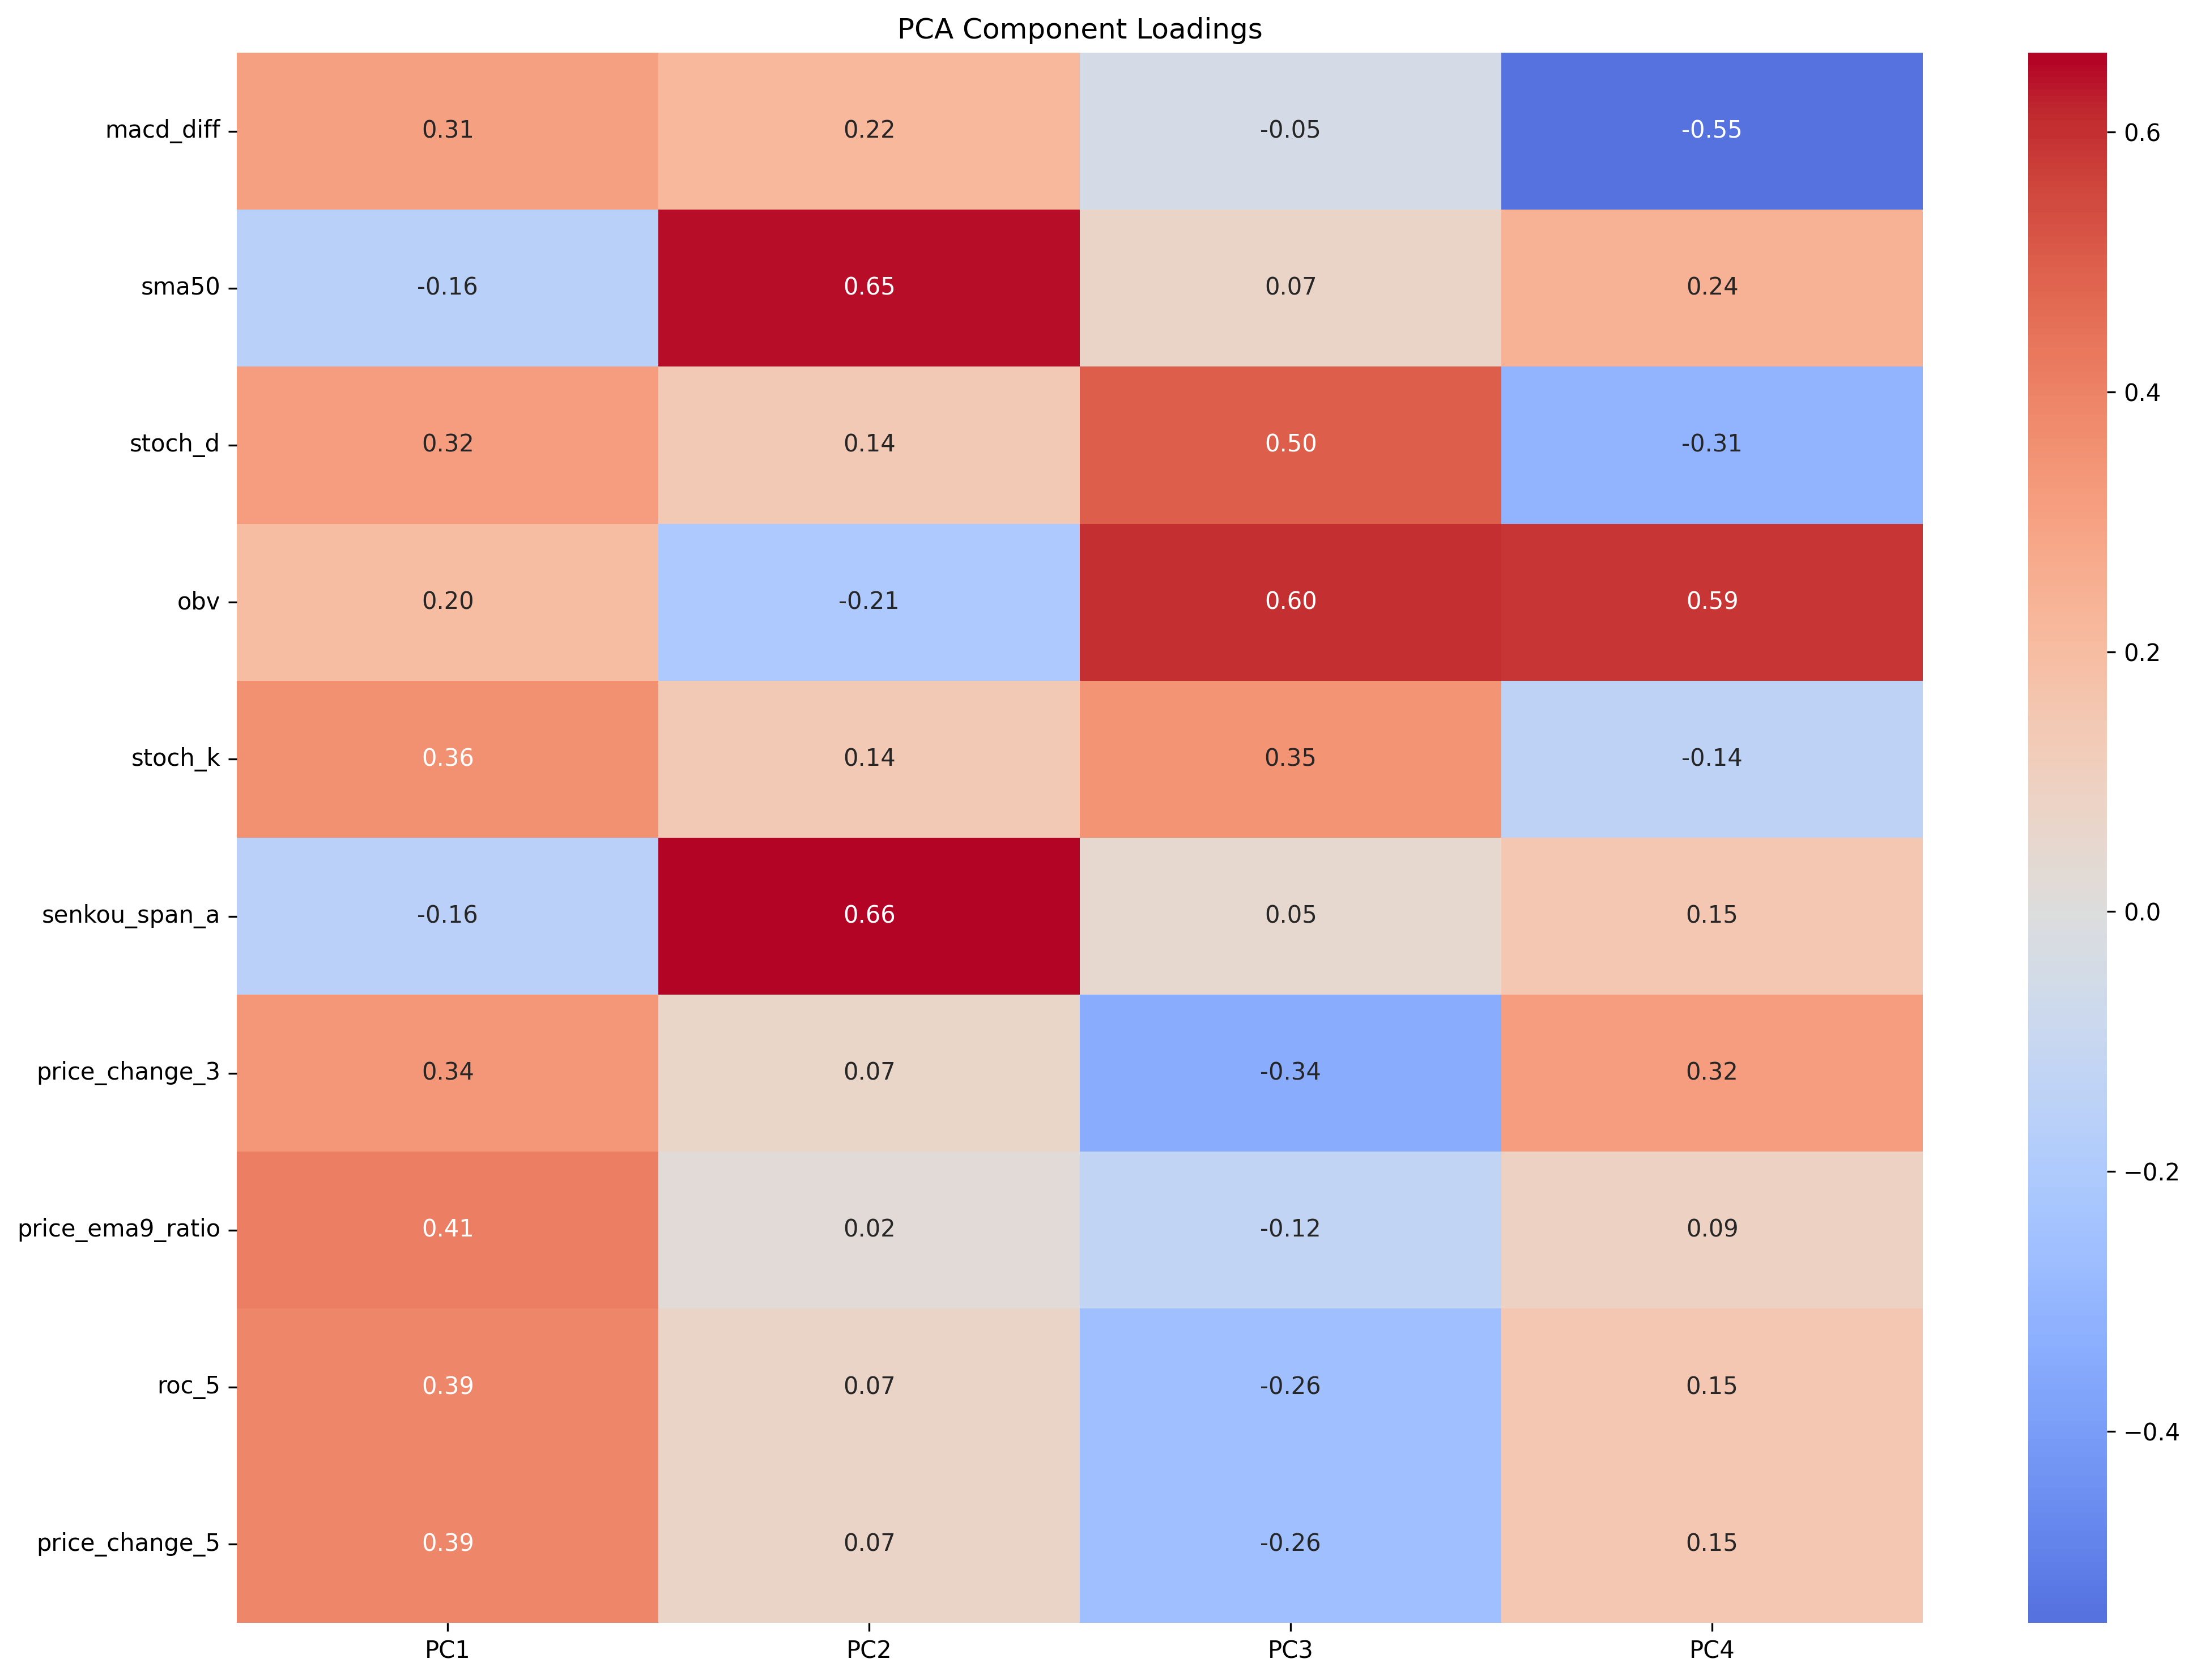 PCA Component Loadings
macd_diff 0.31 0.22 -0.05 -0.55
sma50 -0.16 0.65 0.07 0.24
stoch_d 0.32 0.14 0.50 -0.31
obv 0.20 -0.21 0.60 0.59
stoch_k 0.36 0.14 0.35 -0.14
senkou_span_a -0.16 0.66 0.05 0.15
price_change_3 0.34 0.07 -0.34 0.32
price_ema9_ratio 0.41 0.02 -0.12 0.09
roc_5 0.39 0.07 -0.26 0.15
price_change_5 0.39 0.07 -0.26 0.15
PC1 PC2 PC3 PC4
0.6
0.4
0.2
0.0
−0.2
−0.4